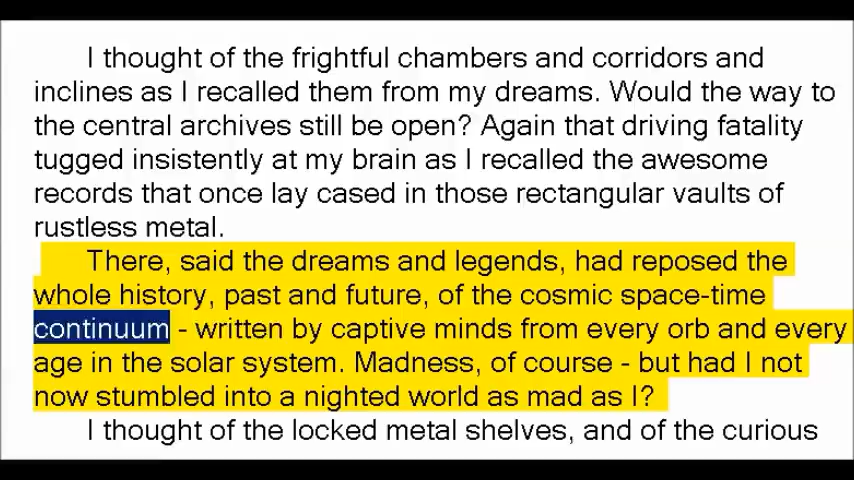 I thought of the frightful chambers and corridors and
inclines as I recalled them from my dreams. Would the way to
the central archives still be open? Again that driving fatality
tugged insistently at my brain as I recalled the awesome
records that once lay cased in those rectangular vaults of
rustless metal.
There, said the dreams and legends, had reposed the
whole history, past and future, of the cosmic space-time
continuum - written by captive minds from every orb and every
age in the solar system. Madness, of course - but had I not
now stumbled into a nighted world as mad as I?
I thought of the locked metal shelves, and of the curious